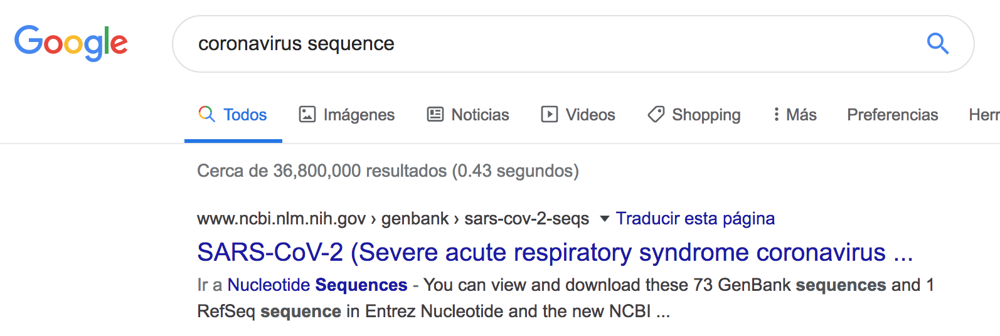 Google
coronavirus sequence
Todos Imágenes Noticias Videos Shopping Más Preferencias
Cerca de 36,800,000 resultados (0.43 segundos)
www.ncbi.nlm.nih.gov › genbank › sars-cov-2-seqs Traducir esta página
SARS-CoV-2 (Severe acute respiratory syndrome coronavirus ...
Ir a Nucleotide Sequences - You can view and download these 73 GenBank sequences and 1
RefSeq sequence in Entrez Nucleotide and the new NCBI ...